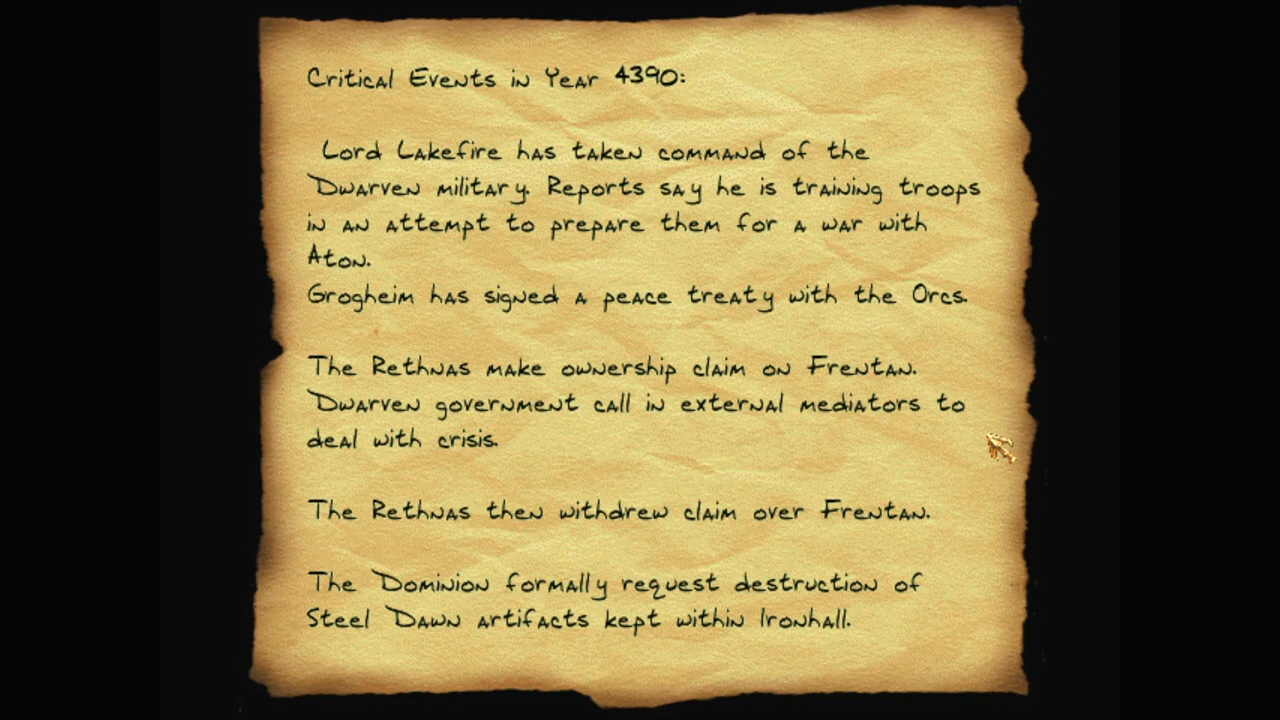 Critical Events in Year 4390:
Lord Lakefire has taken command of the
Dwarven military. Reports say he is training troops
in an attempt to prepare them for a war with
Aton.
Grogheim has signed a peace treaty with the Orcs.
The Rethnas make ownership claim on Frentan.
Dwarven government call in external mediators to
deal with crisis.
The Rethnas then withdrew claim over Frentan.
The Dominion formally request destruction of
Steel Dawn artifacts kept within Ironhall.